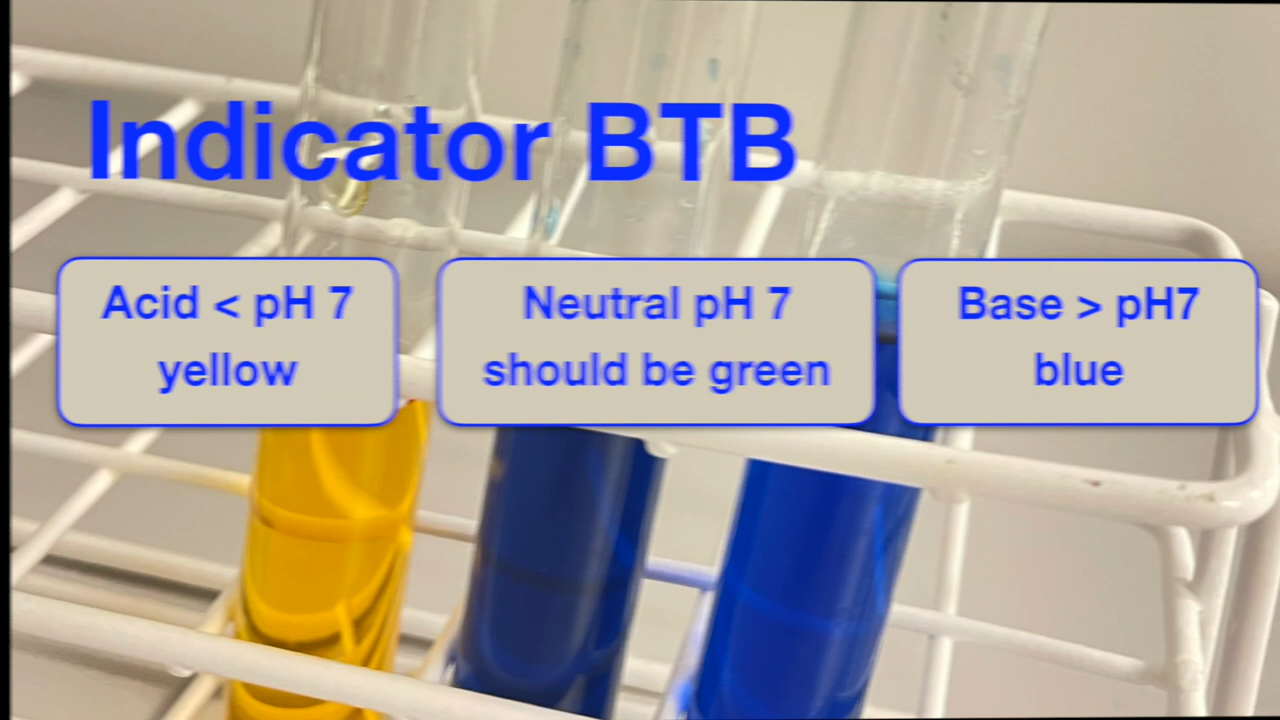 Indicator BTB
Acid < pH 7
yellow
Neutral pH 7
should be green
Base > pH7
blue